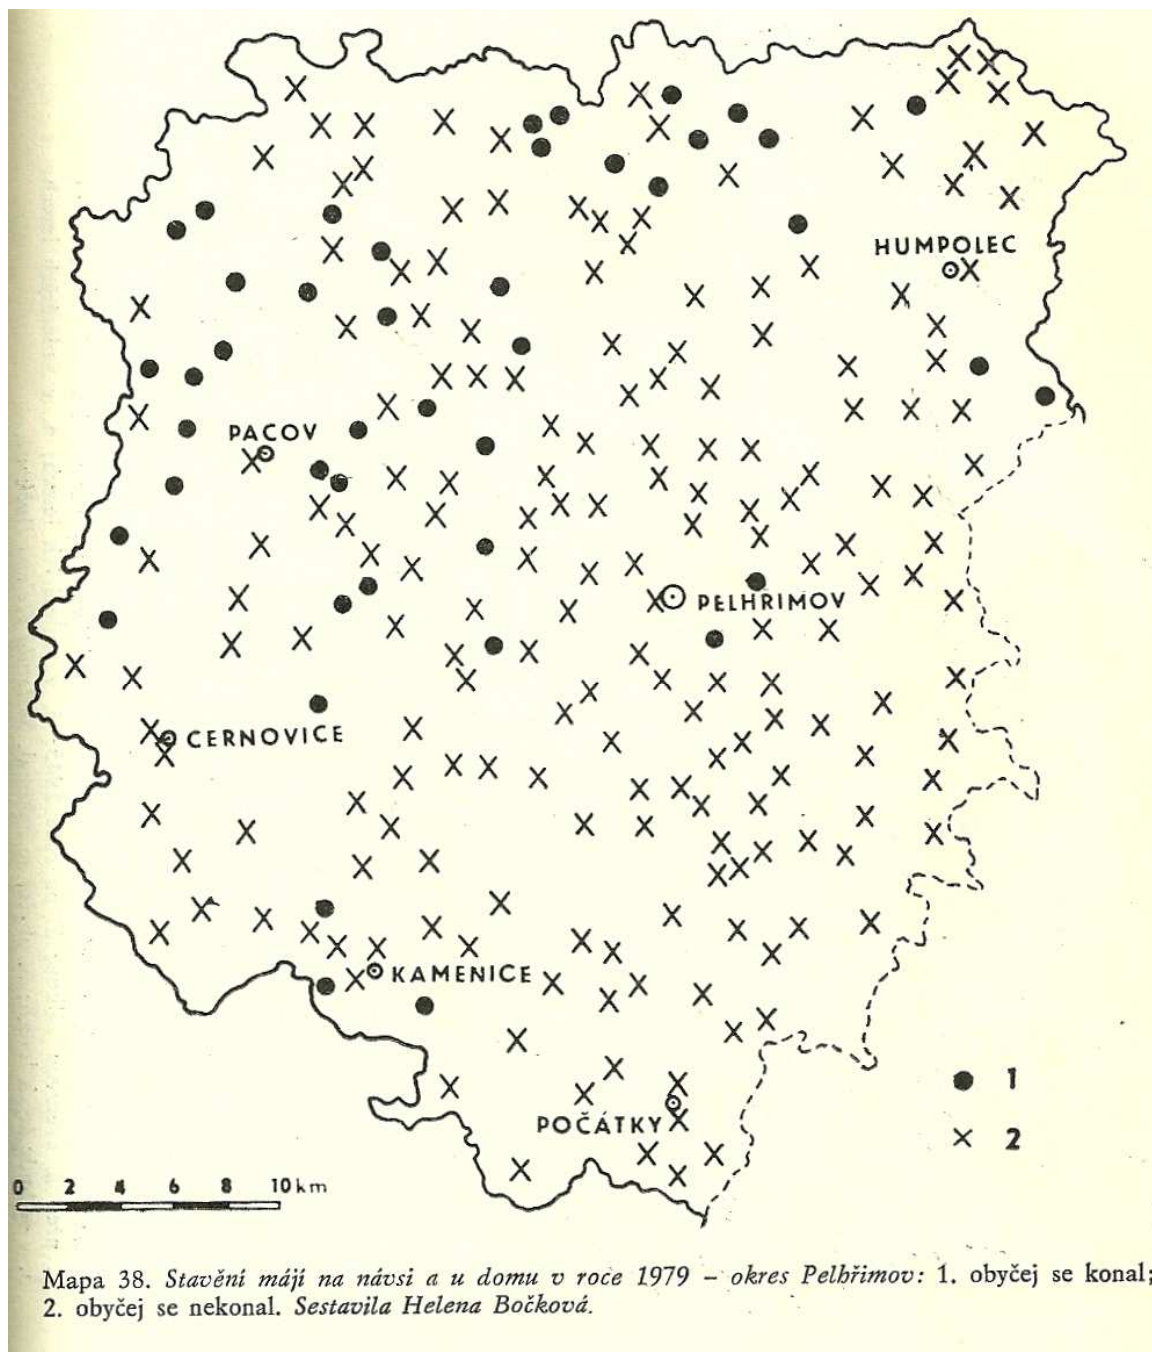 HUMPOLEC
PACOV
PELHRIMOV
CERNOVICE
KAMENICE
1
2
POČÁTKY
0 2 4 6 8 10 km
Mapa 38. Stavění májí na návsi a u domu v roce 1979 – okres Pelhřimov: 1. obyčej se konal;
2. obyčej se nekonal. Sestavila Helena Bočková.